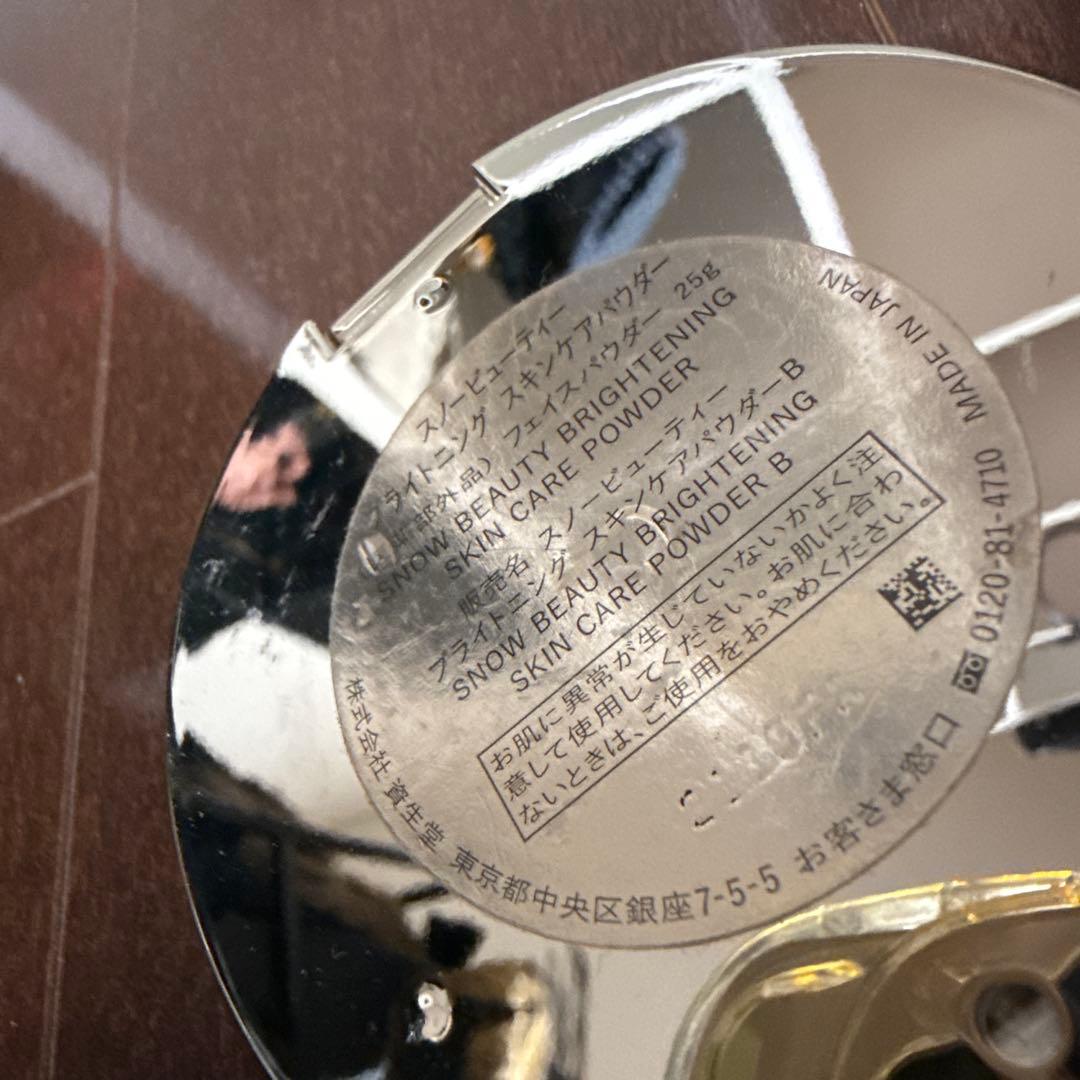 スノービューティー
ライトニング スキンケアパウダー
部外品） フェイスパウダー 25g
SNOW BEAUTY BRIGHTENING
SKIN CARE POWDER
販売名 スノービューティー
ブライトニング スキンケアパウダーB
SNOW BEAUTY BRIGHTENING
SKIN CARE POWDER B
お肌に異常が生じていないかよく注
意して使用してください。お肌に合わ
ないときは、ご使用をおやめください。
株式会社 資生堂 東京都中央区銀座7-5-5 お客さま窓口 0120-81-4710 MADE IN JAPAN